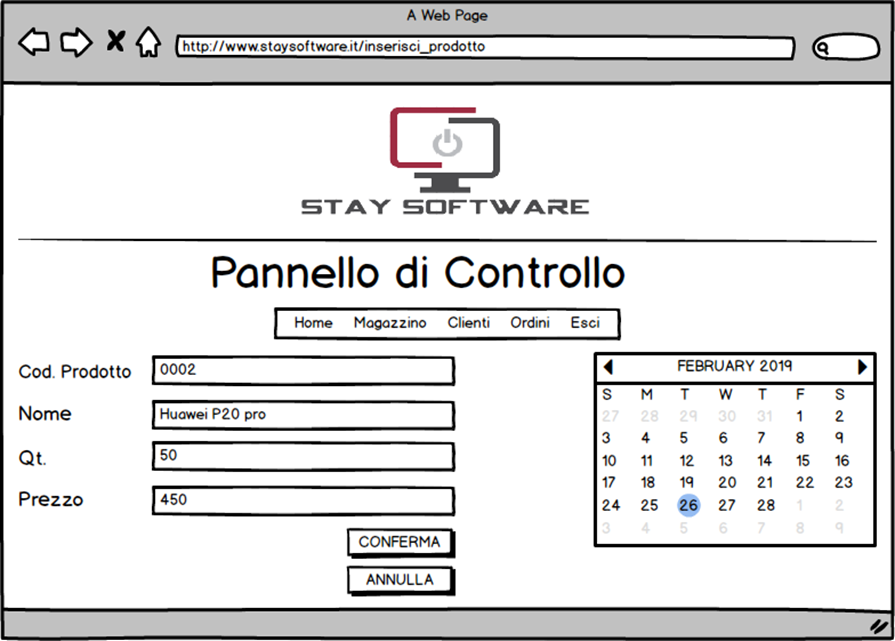 A Web Page
http://www.staysoftware.it/inserisci_prodotto
STAY SOFTWARE
Pannello di Controllo
Home Magazzino Clienti Ordini Esci
Cod. Prodotto 0002
Nome Huawei P20 pro
Qt. 50
Prezzo 450
CONFERMA
ANNULLA
FEBRUARY 2019
S M T W T F S
27 28 29 30 31 1 2
3 4 5 6 7 8 9
10 11 12 13 14 15 16
17 18 19 20 21 22 23
24 25 26 27 28 1 2
3 4 5 6 7 8 9